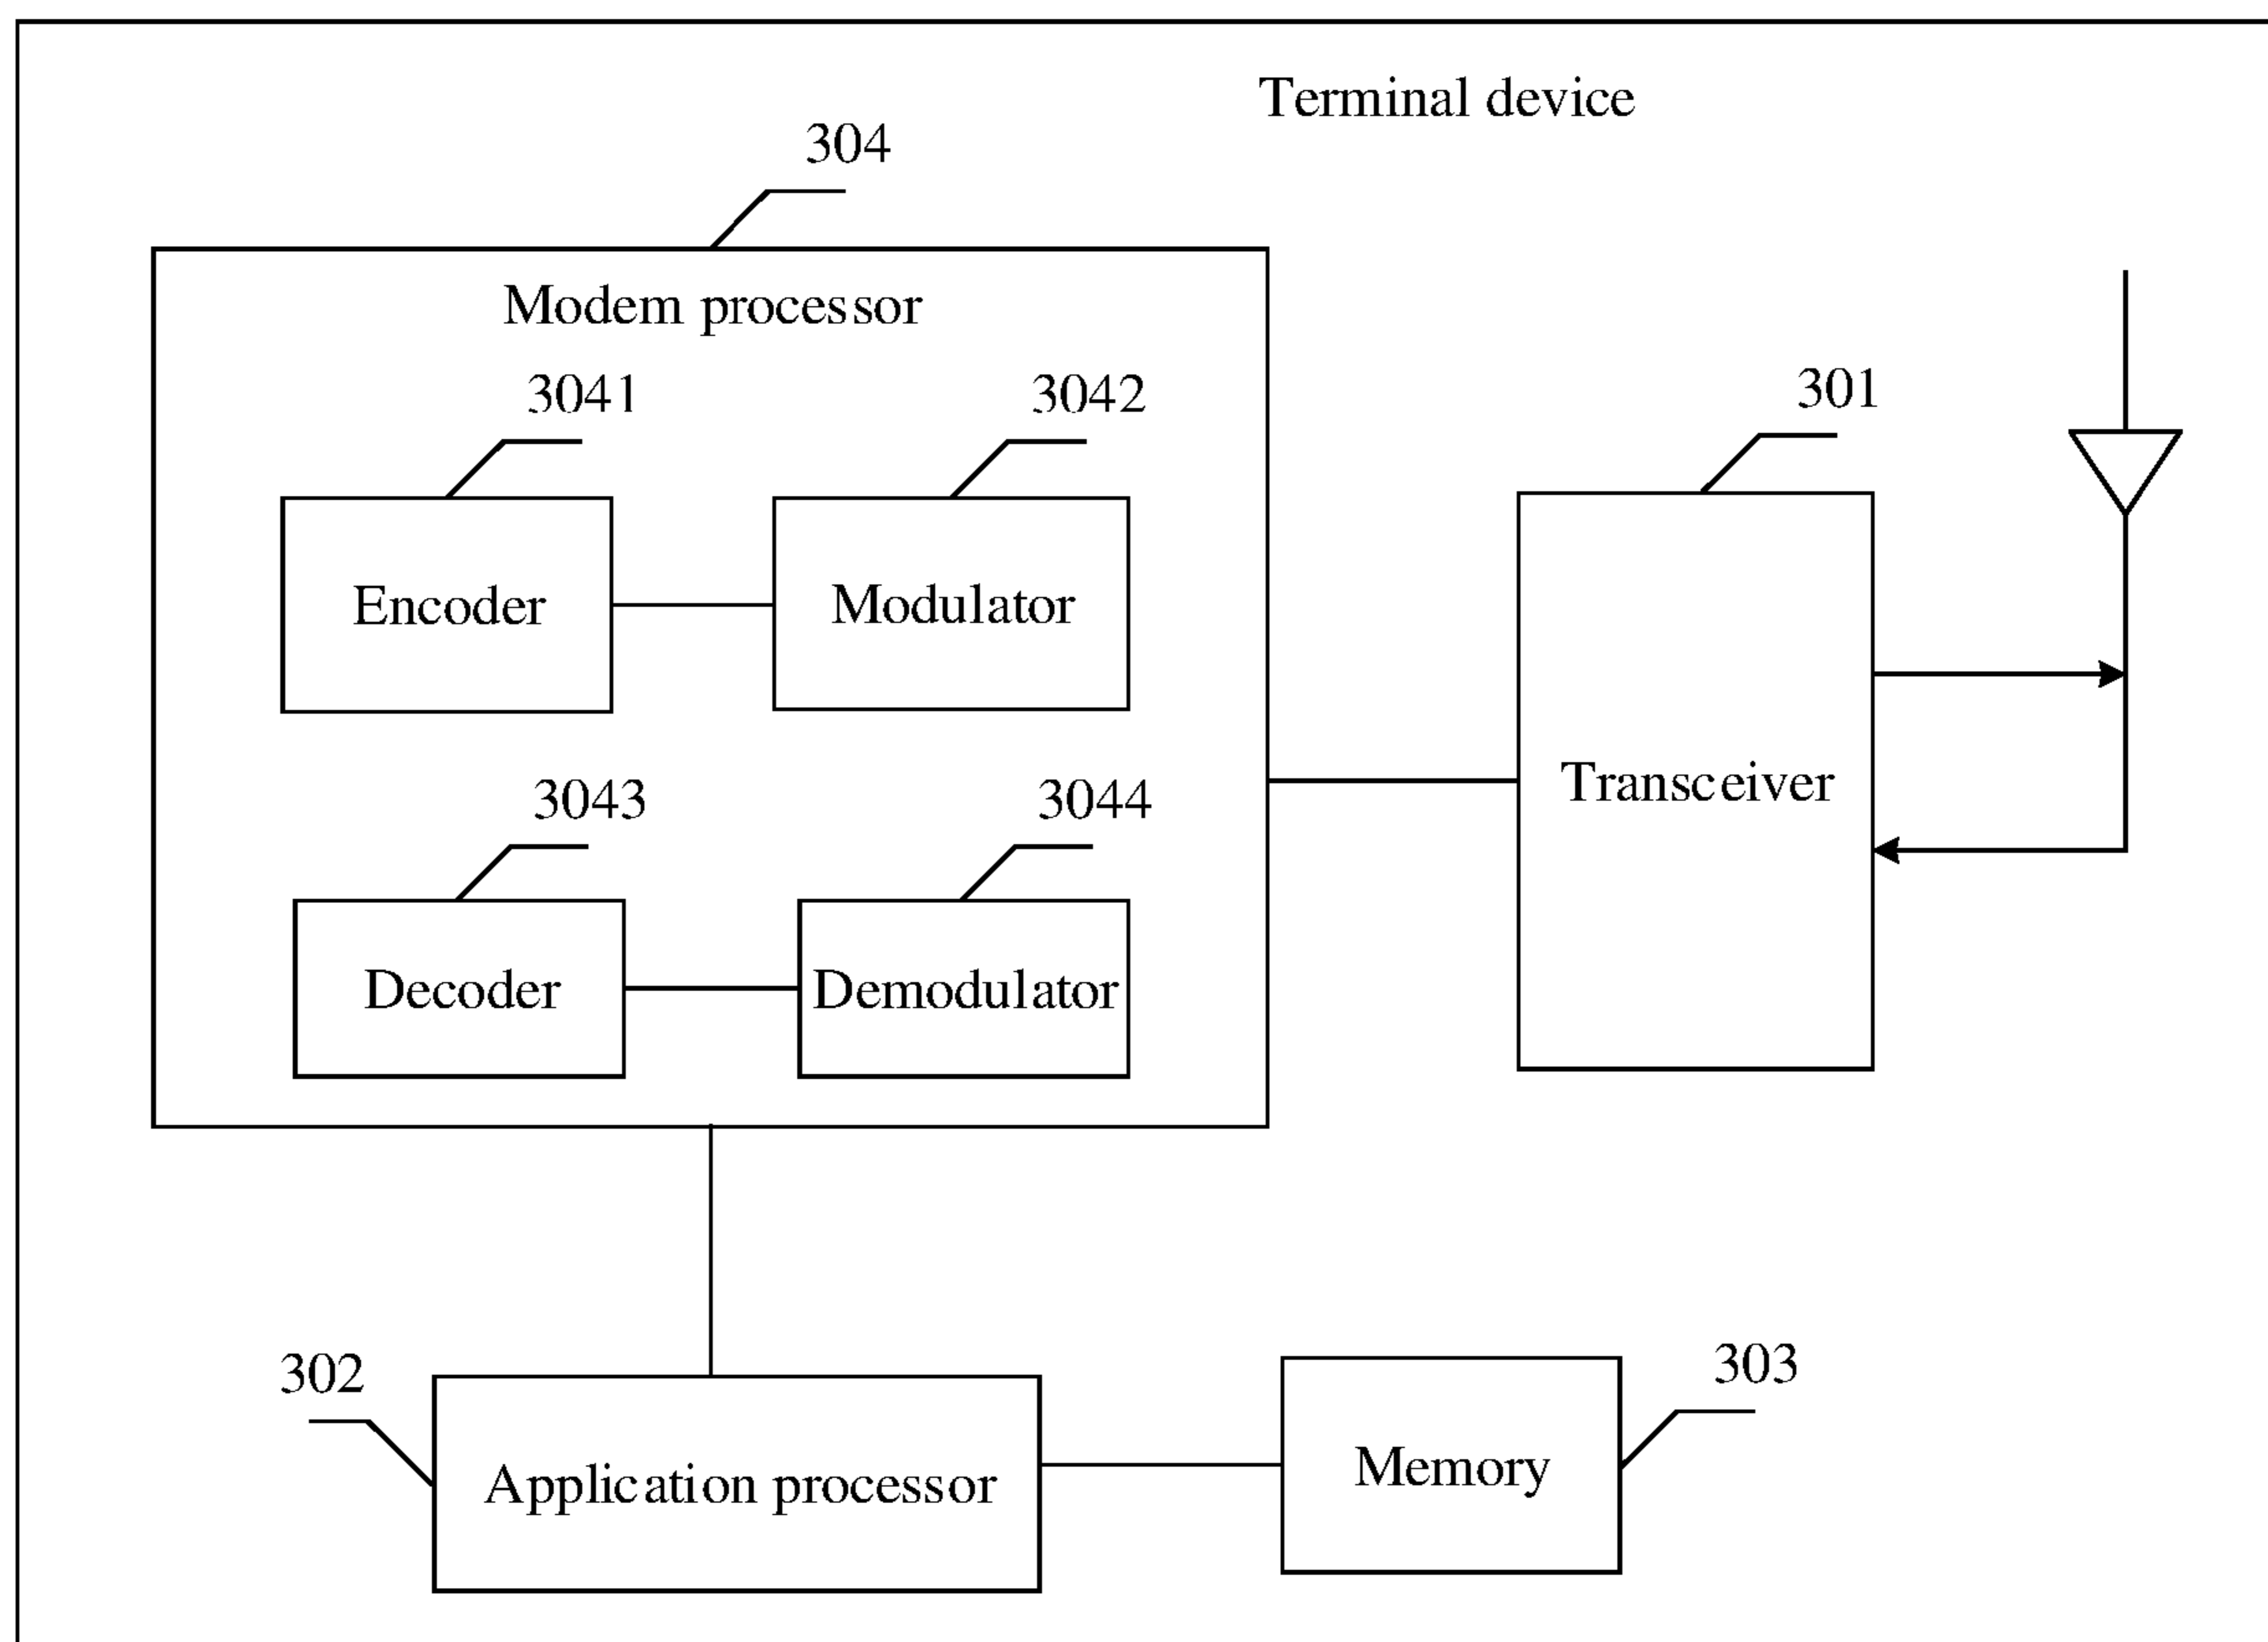 Terminal device
304
Modem processor
3041
3042
301
Encoder
Modulator
Transceiver
3043
3044
Decoder
Demodulator
302
303
Application processor
Memory